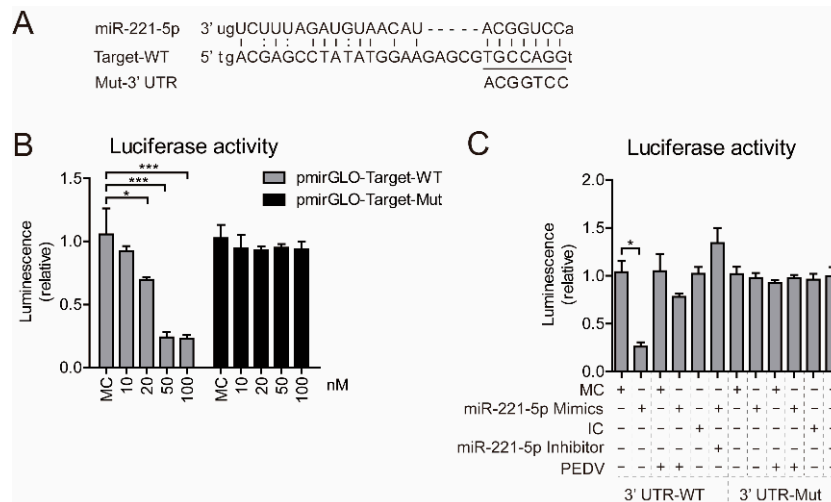 A
miR-221-5p 3' ugUCUUUAGAUGUAACAU-----ACGGUCCa
Target-WT 5' tgACGAGCCTATATGGAAGAGCGTGCCAGGt
Mut-3' UTR ACGGTCC
B
Luciferase activity
Luminescence (relative)
1.5
1.0
0.5
0.0
***
***
*
pmirGLO-Target-WT
pmirGLO-Target-Mut
MC 10 20 50 100 MC 10 20 50 100 nM
C
Luciferase activity
Luminescence (relative)
2.0
1.5
1.0
0.5
0.0
*
MC + – + – – – + – + – – –
miR-221-5p Mimics – + – + – + – + – + –
IC – – – – + – – – – – +
miR-221-5p Inhibitor – – – – – + – – – – –
PEDV – – + + – – – – + + –
3' UTR-WT 3' UTR-Mut